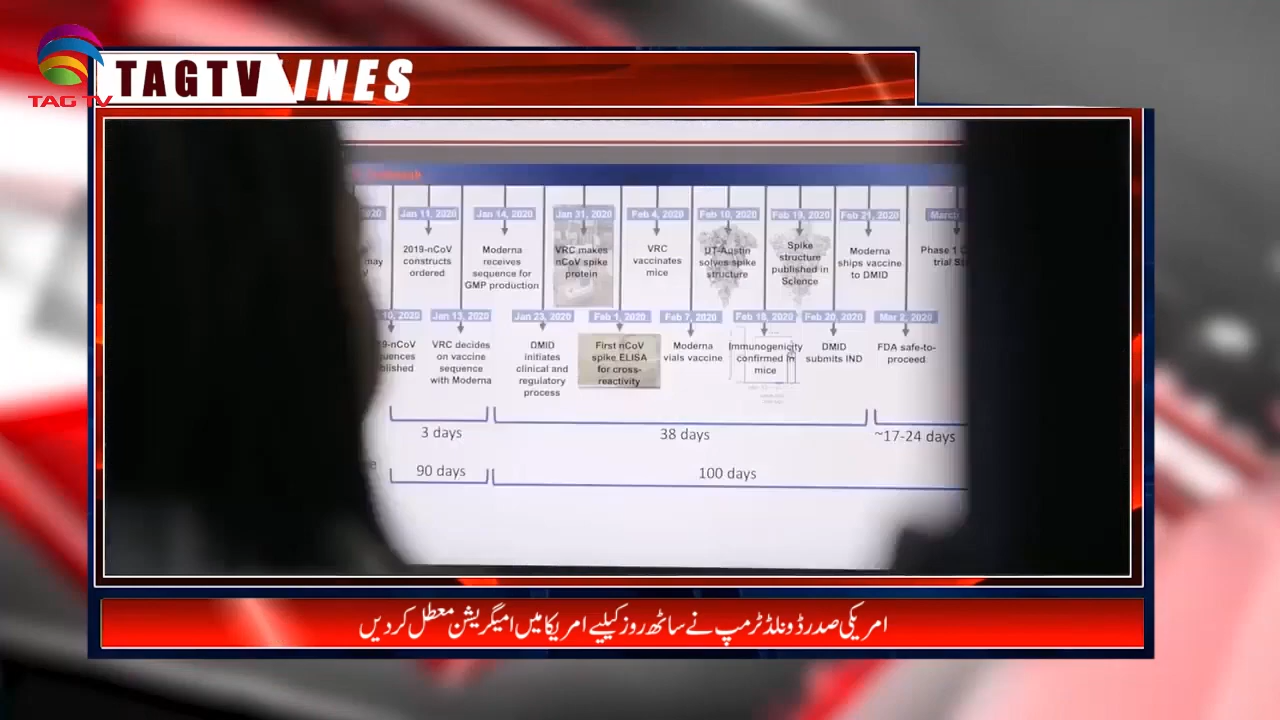 TAG TV
TAGTV INES
Jan 11, 2020
2019-nCoV
constructs
ordered
Jan 14, 2020
Moderna
receives
sequence for
GMP production
Jan 31, 2020
VRC makes
nCoV spike
protein
Feb 4, 2020
VRC
vaccinates
mice
Feb 10, 2020
UT-Austin
solves spike
structure
Feb 19, 2020
Spike
structure
published in
Science
Feb 21, 2020
Moderna
ships vaccine
to DMID
Phase 1
trial
Jan 13, 2020
VRC decides
on vaccine
sequence
with Moderna
Jan 23, 2020
DMID
initiates
clinical and
regulatory
process
Feb 1, 2020
First nCoV
spike ELISA
for cross-
reactivity
Feb 7, 2020
Moderna
vials vaccine
Immunogenicity
confirmed in
mice
Feb 20, 2020
DMID
submits IND
Mar 2, 2020
FDA safe-to-
proceed
3 days
38 days
~17-24 days
90 days
100 days
امریکی صدر ڈونلڈ ٹرمپ نے ساٹھ روز کیلیے امریکا میں امیگریشن معطل کر دیں